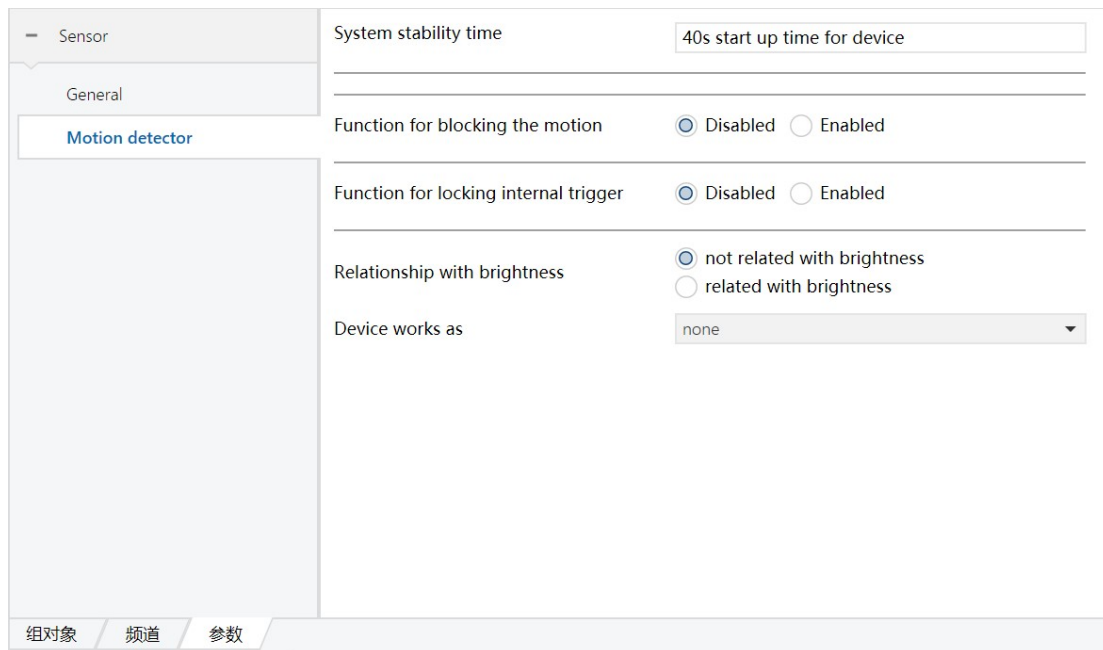 Sensor
General
Motion detector
System stability time
40s start up time for device
Function for blocking the motion
Disabled Enabled
Function for locking internal trigger
Disabled Enabled
Relationship with brightness
not related with brightness
related with brightness
Device works as
none
组对象 频道 参数